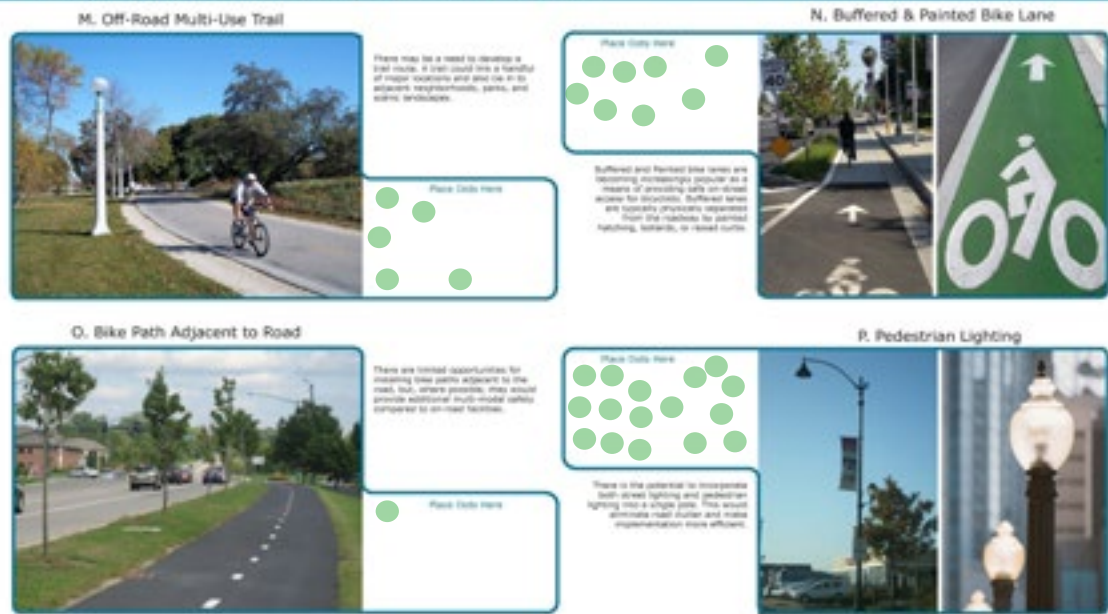 M. Off-Road Multi-Use Trail
There may be a need to develop a
trail route. A trail could link a handful
of major locations and also tie in to
adjacent neighborhoods, parks, and
scenic landscapes.
Place Dots Here
N. Buffered & Painted Bike Lane
Place Dots Here
40
Buffered and Painted bike lanes are
becoming increasingly popular as a
means of providing safe on-street
access for bicyclists. Buffered lanes
are typically physically separated
from the roadway by painted
hatching, bollards, or raised curbs.
O. Bike Path Adjacent to Road
There are limited opportunities for
installing bike paths adjacent to the
road, but, where possible, they would
provide additional multi-modal safety
compared to on-road facilities.
Place Dots Here
P. Pedestrian Lighting
Place Dots Here
There is the potential to incorporate
both street lighting and pedestrian
lighting into a single pole. This would
eliminate road clutter and make
implementation more efficient.